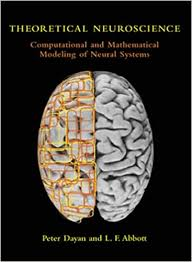 THEORETICAL NEUROSCIENCE
Computational and Mathematical
Modeling of Neural Systems
Peter Dayan and L. F. Abbott